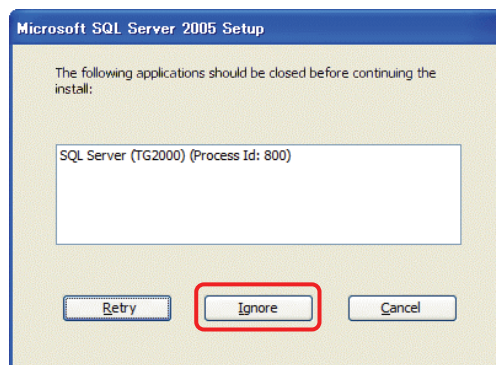 Microsoft SQL Server 2005 Setup
The following applications should be closed before continuing the
install:
SQL Server (TG2000) (Process Id: 800)
Retry Ignore Cancel